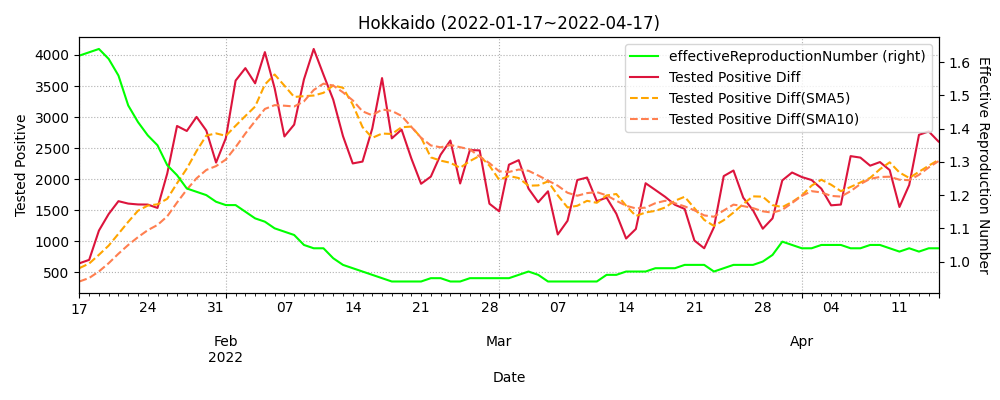 Hokkaido (2022-01-17~2022-04-17)
effectiveReproductionNumber (right)
Tested Positive Diff
Tested Positive Diff(SMA5)
Tested Positive Diff(SMA10)
Tested Positive
4000
3500
3000
2500
2000
1500
1000
500
1.6
1.5
1.4
1.3
1.2
1.1
1.0
Effective Reproduction Number
17 24 31 07 14 21 28 07 14 21 28 04 11
Feb Mar Apr
2022
Date